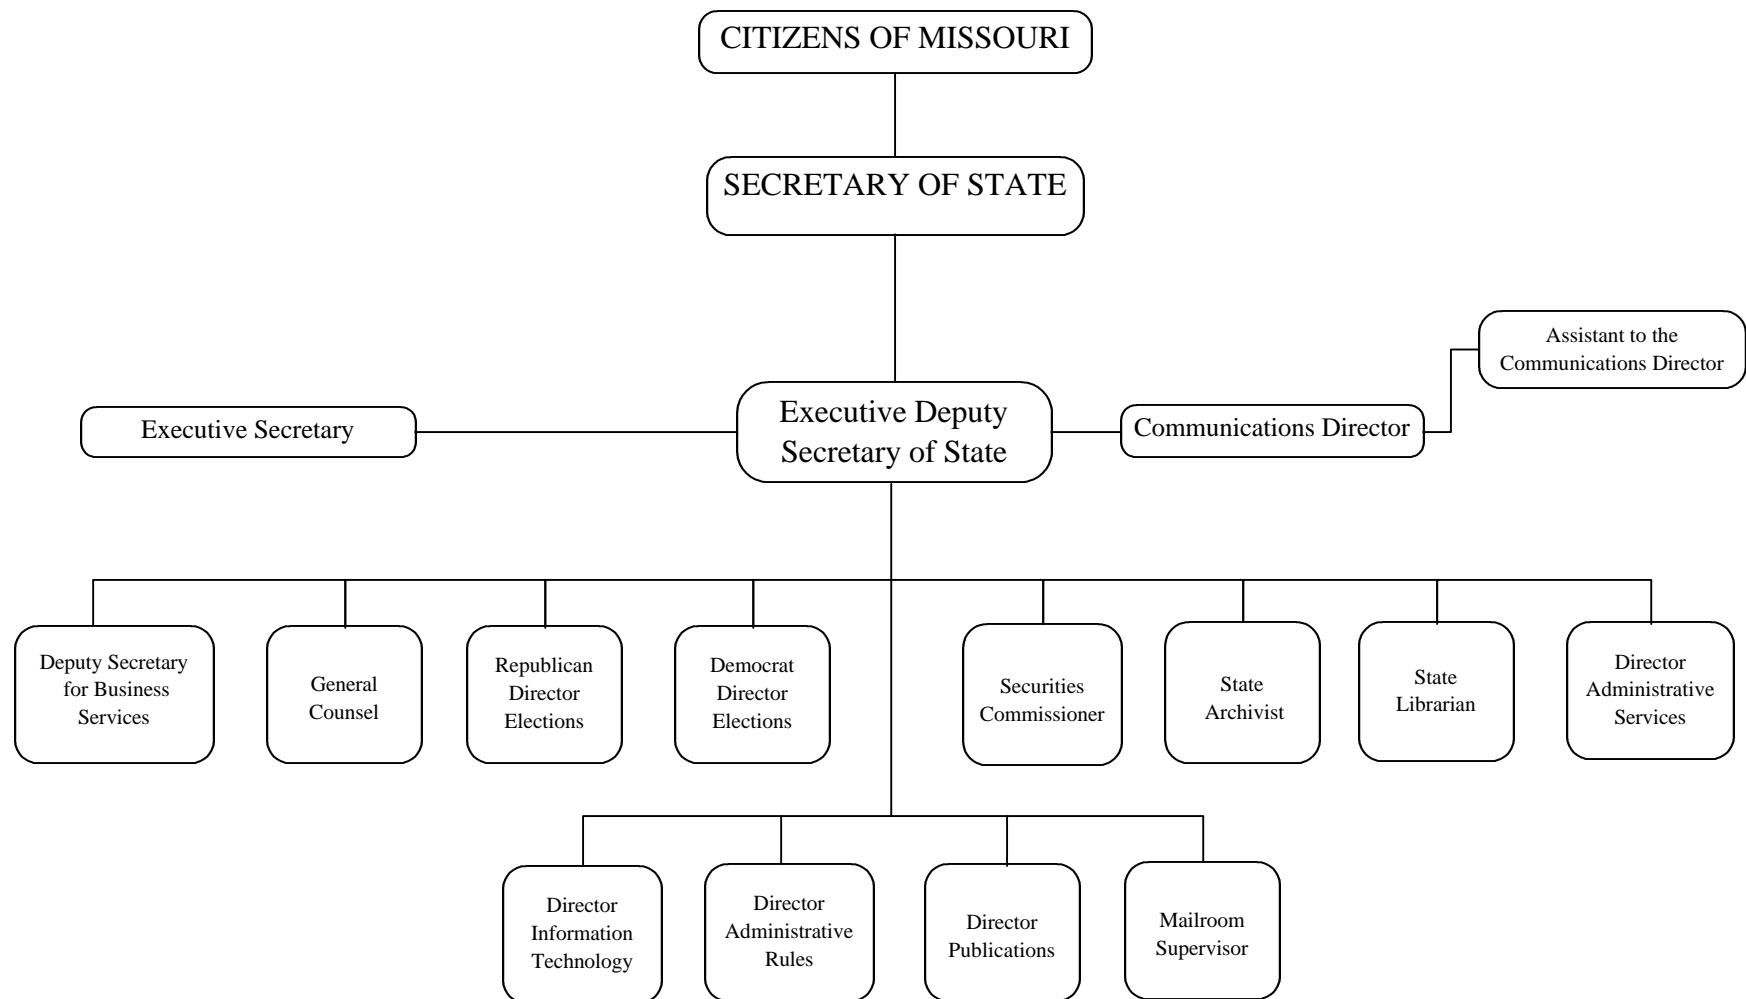 CITIZENS OF MISSOURI
SECRETARY OF STATE
Assistant to the
Communications Director
Executive Secretary
Executive Deputy
Secretary of State
Communications Director
Deputy Secretary
for Business
Services
General
Counsel
Republican
Director
Elections
Democrat
Director
Elections
Securities
Commissioner
State
Archivist
State
Librarian
Director
Administrative
Services
Director
Information
Technology
Director
Administrative
Rules
Director
Publications
Mailroom
Supervisor